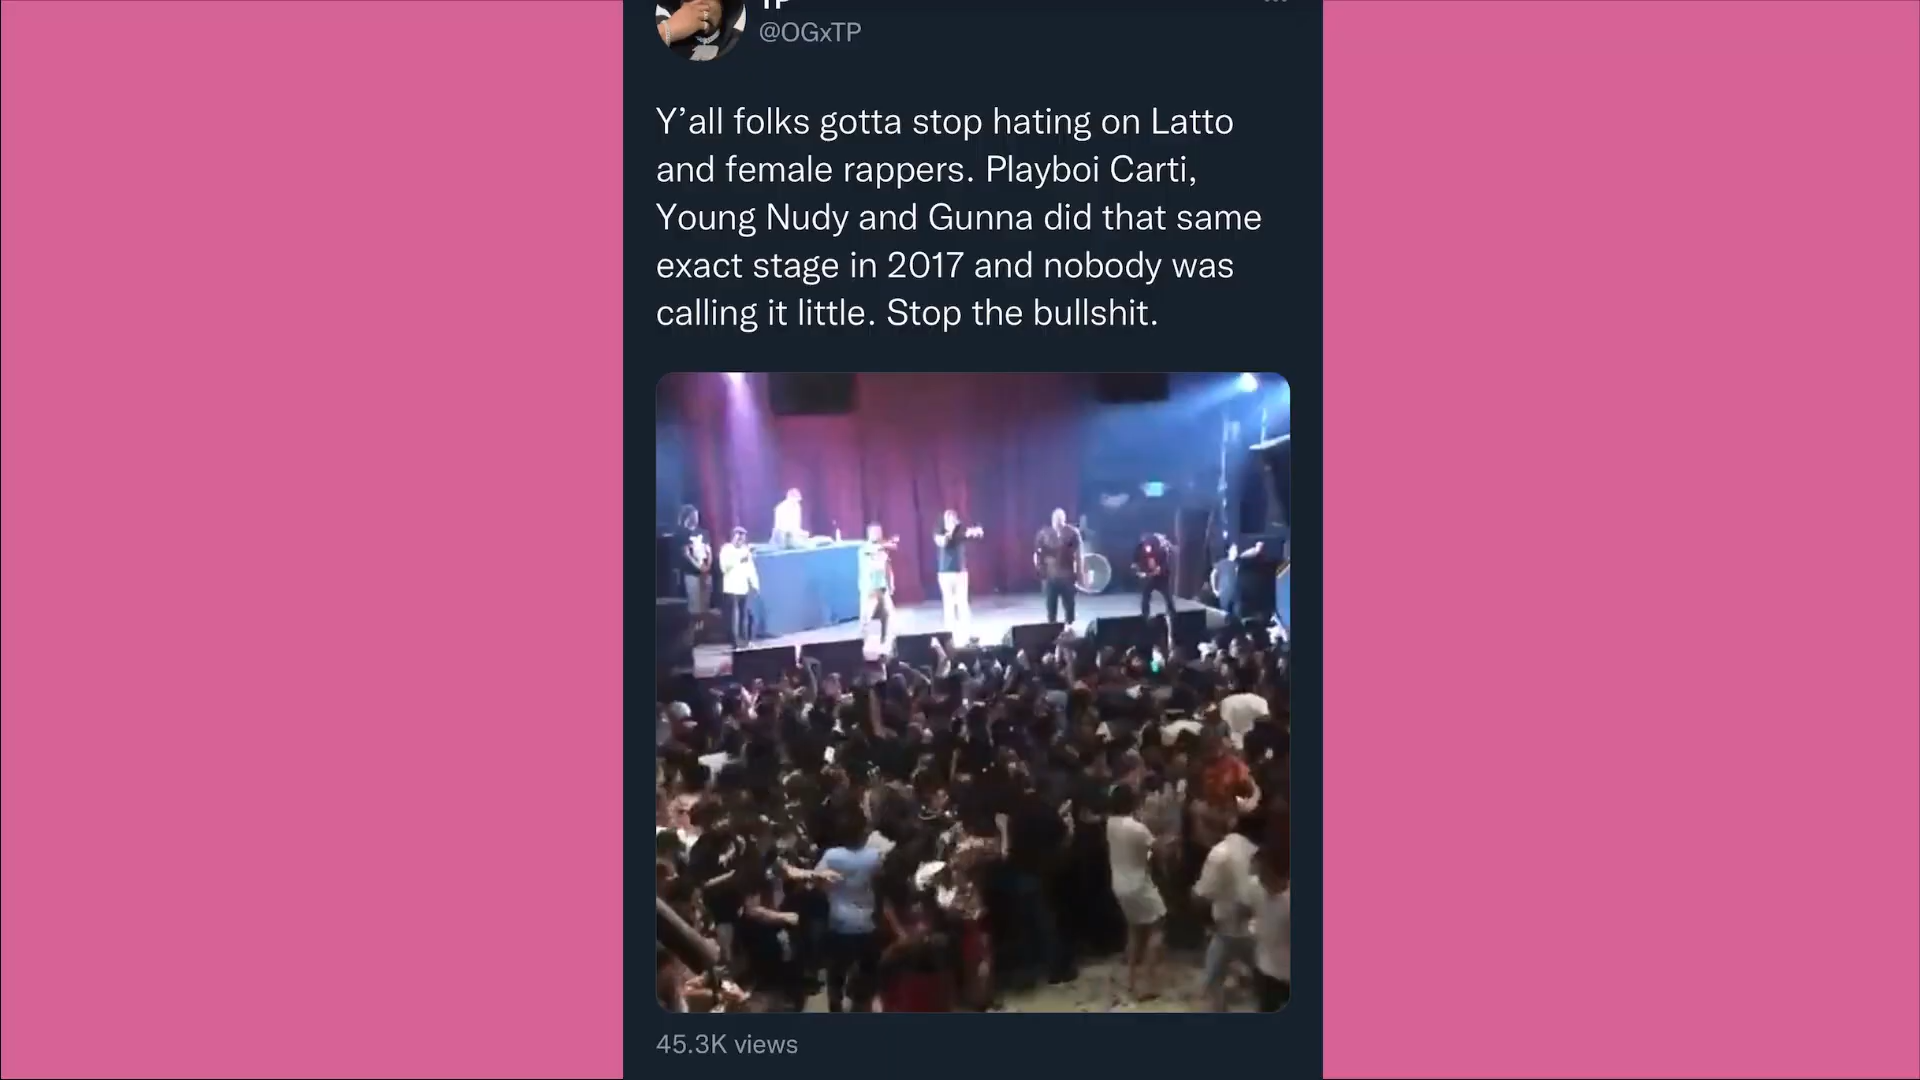 TP
@OGxTP
Y’all folks gotta stop hating on Latto
and female rappers. Playboi Carti,
Young Nudy and Gunna did that same
exact stage in 2017 and nobody was
calling it little. Stop the bullshit.
45.3K views